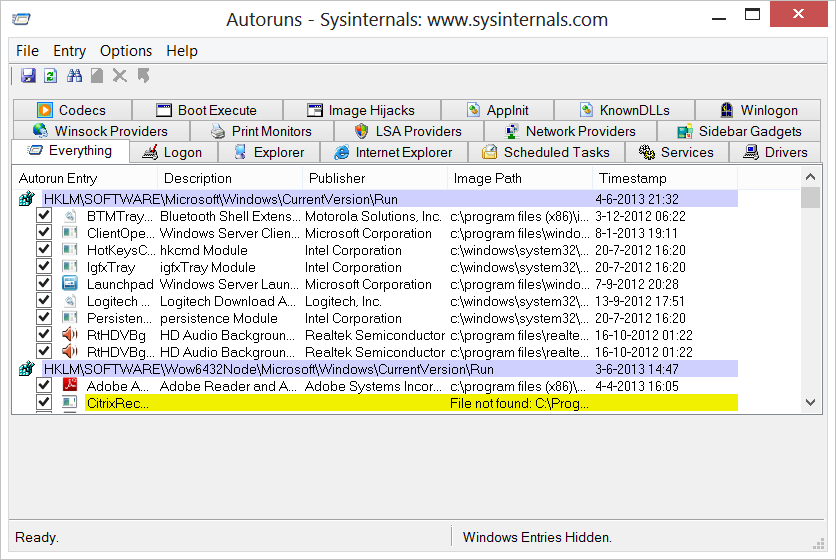 Autoruns - Sysinternals: www.sysinternals.com
File Entry Options Help
Codecs Boot Execute Image Hijacks AppInit KnownDLLs Winlogon
Winsock Providers Print Monitors LSA Providers Network Providers Sidebar Gadgets
Everything Logon Explorer Internet Explorer Scheduled Tasks Services Drivers
Autorun Entry Description Publisher Image Path Timestamp
HKLM\SOFTWARE\Microsoft\Windows\CurrentVersion\Run 4-6-2013 21:32
BTMTray... Bluetooth Shell Extens... Motorola Solutions, Inc. c:\program files (x86)\i... 3-12-2012 06:22
ClientOpe... Windows Server Clien... Microsoft Corporation c:\program files\windo... 8-1-2013 19:11
HotKeysC... hkcmd Module Intel Corporation c:\windows\system32\... 20-7-2012 16:20
IgfxTray igfxTray Module Intel Corporation c:\windows\system32\... 20-7-2012 16:20
Launchpad Windows Server Laun... Microsoft Corporation c:\program files\windo... 7-9-2012 20:28
Logitech ... Logitech Download A... Logitech, Inc. c:\windows\system32\... 13-9-2012 17:51
Persisten... persistence Module Intel Corporation c:\windows\system32\... 20-7-2012 16:20
RtHDVBg HD Audio Backgroun... Realtek Semiconductor c:\program files\realte... 16-10-2012 01:22
RtHDVBg... HD Audio Backgroun... Realtek Semiconductor c:\program files\realte... 16-10-2012 01:22
HKLM\SOFTWARE\Wow6432Node\Microsoft\Windows\CurrentVersion\Run 3-6-2013 14:47
Adobe A... Adobe Reader and A... Adobe Systems Incor... c:\program files (x86)\... 4-4-2013 16:05
CitrixRec... File not found: C:\Prog...
Ready. Windows Entries Hidden.